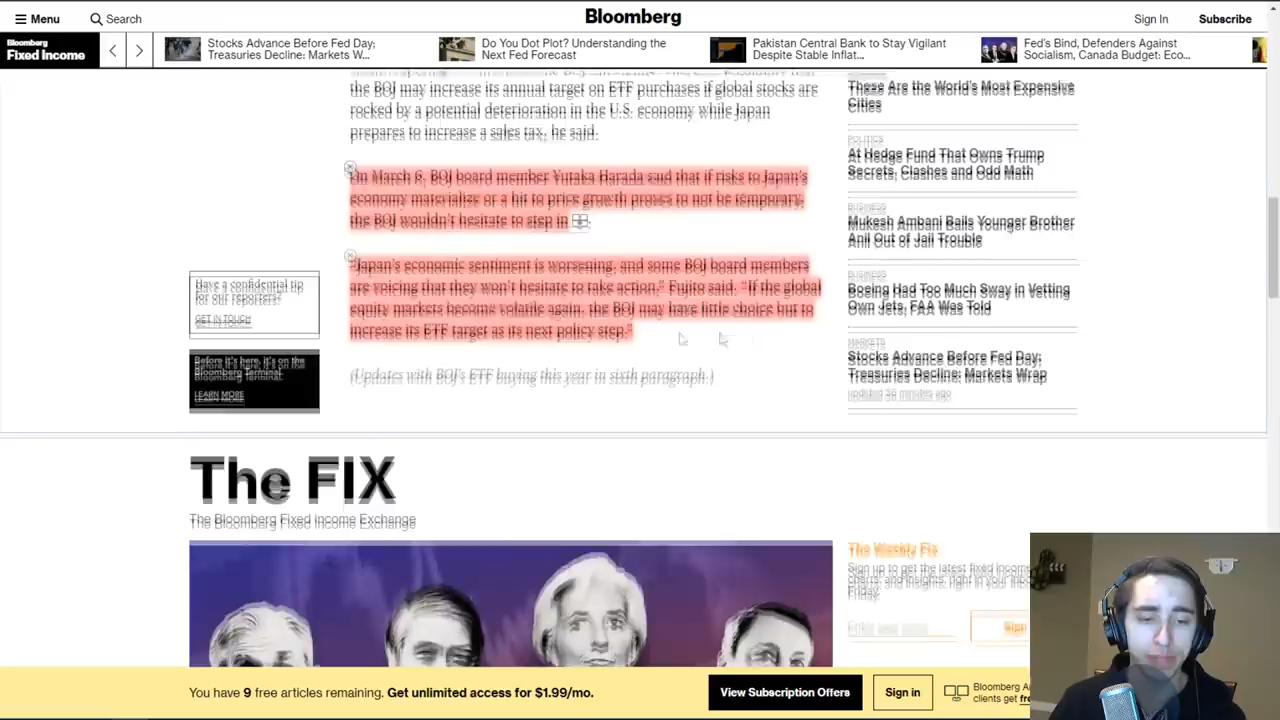 Menu
Search
Bloomberg
Sign In
Subscribe
Bloomberg
Fixed Income
Stocks Advance Before Fed Day;
Treasuries Decline: Markets W...
Do You Dot Plot? Understanding the
Next Fed Forecast
Pakistan Central Bank to Stay Vigilant
Despite Stable Inflat...
Fed's Bind, Defenders Against
Socialism, Canada Budget: Eco...
the BOJ may increase its annual target on ETF purchases if global stocks are
rocked by a potential deterioration in the U.S. economy while Japan
prepares to increase a sales tax, he said.
On March 6, BOJ board member Yutaka Harada said that if risks to Japan's
economy materialize or a hit to price growth proves to not be temporary,
the BOJ wouldn't hesitate to step in
"Japan's economic sentiment is worsening, and some BOJ board members
are voicing that they won't hesitate to take action," Fujito said. "If the global
equity markets become volatile again, the BOJ may have little choice but to
increase its ETF target as its next policy step."
(Updates with BOJ's ETF buying this year in sixth paragraph.)
Have a confidential tip
for our reporters?
GET IN TOUCH
Before it's here, it's on the
Bloomberg Terminal.
LEARN MORE
These Are the World's Most Expensive
Cities
POLITICS
At Hedge Fund That Owns Trump
Secrets, Clashes and Odd Math
BUSINESS
Mukesh Ambani Bails Younger Brother
Anil Out of Jail Trouble
BUSINESS
Boeing Had Too Much Sway in Vetting
Own Jets, FAA Was Told
MARKETS
Stocks Advance Before Fed Day;
Treasuries Decline: Markets Wrap
updated 36 minutes ago
The FIX
The Bloomberg Fixed Income Exchange
The Weekly Fix
Sign up to get the latest fixed income
charts, and insights, right in your inbox
Friday.
Sign
You have 9 free articles remaining. Get unlimited access for $1.99/mo.
View Subscription Offers
Sign in
Bloomberg A
clients get fre